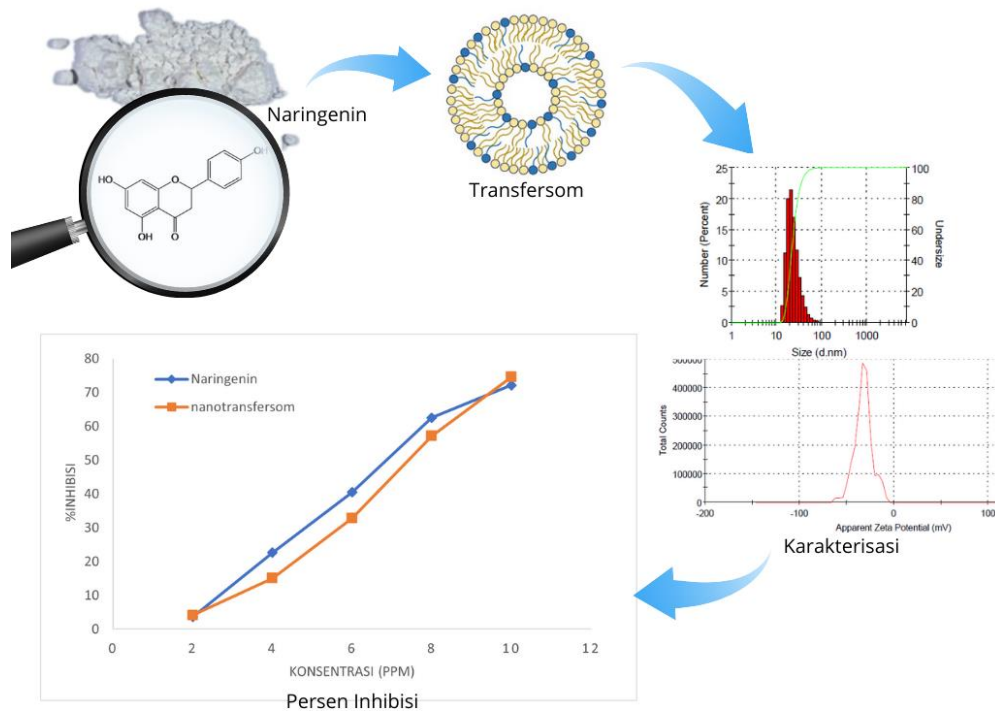 Naringenin
HO
O
OH
OH
O
Transfersom
Number (Percent)
25
20
15
10
5
0
100
80
60
40
20
0
Undersize
1
10
100
1000
Size (d.nm)
Total Counts
500000
400000
300000
200000
100000
0
-200
-100
0
100
Apparent Zeta Potential (mV)
Karakterisasi
%INHIBISI
80
70
60
50
40
30
20
10
0
Naringenin
nanotransfersom
0
2
4
6
8
10
12
KONSENTRASI (PPM)
Persen Inhibisi